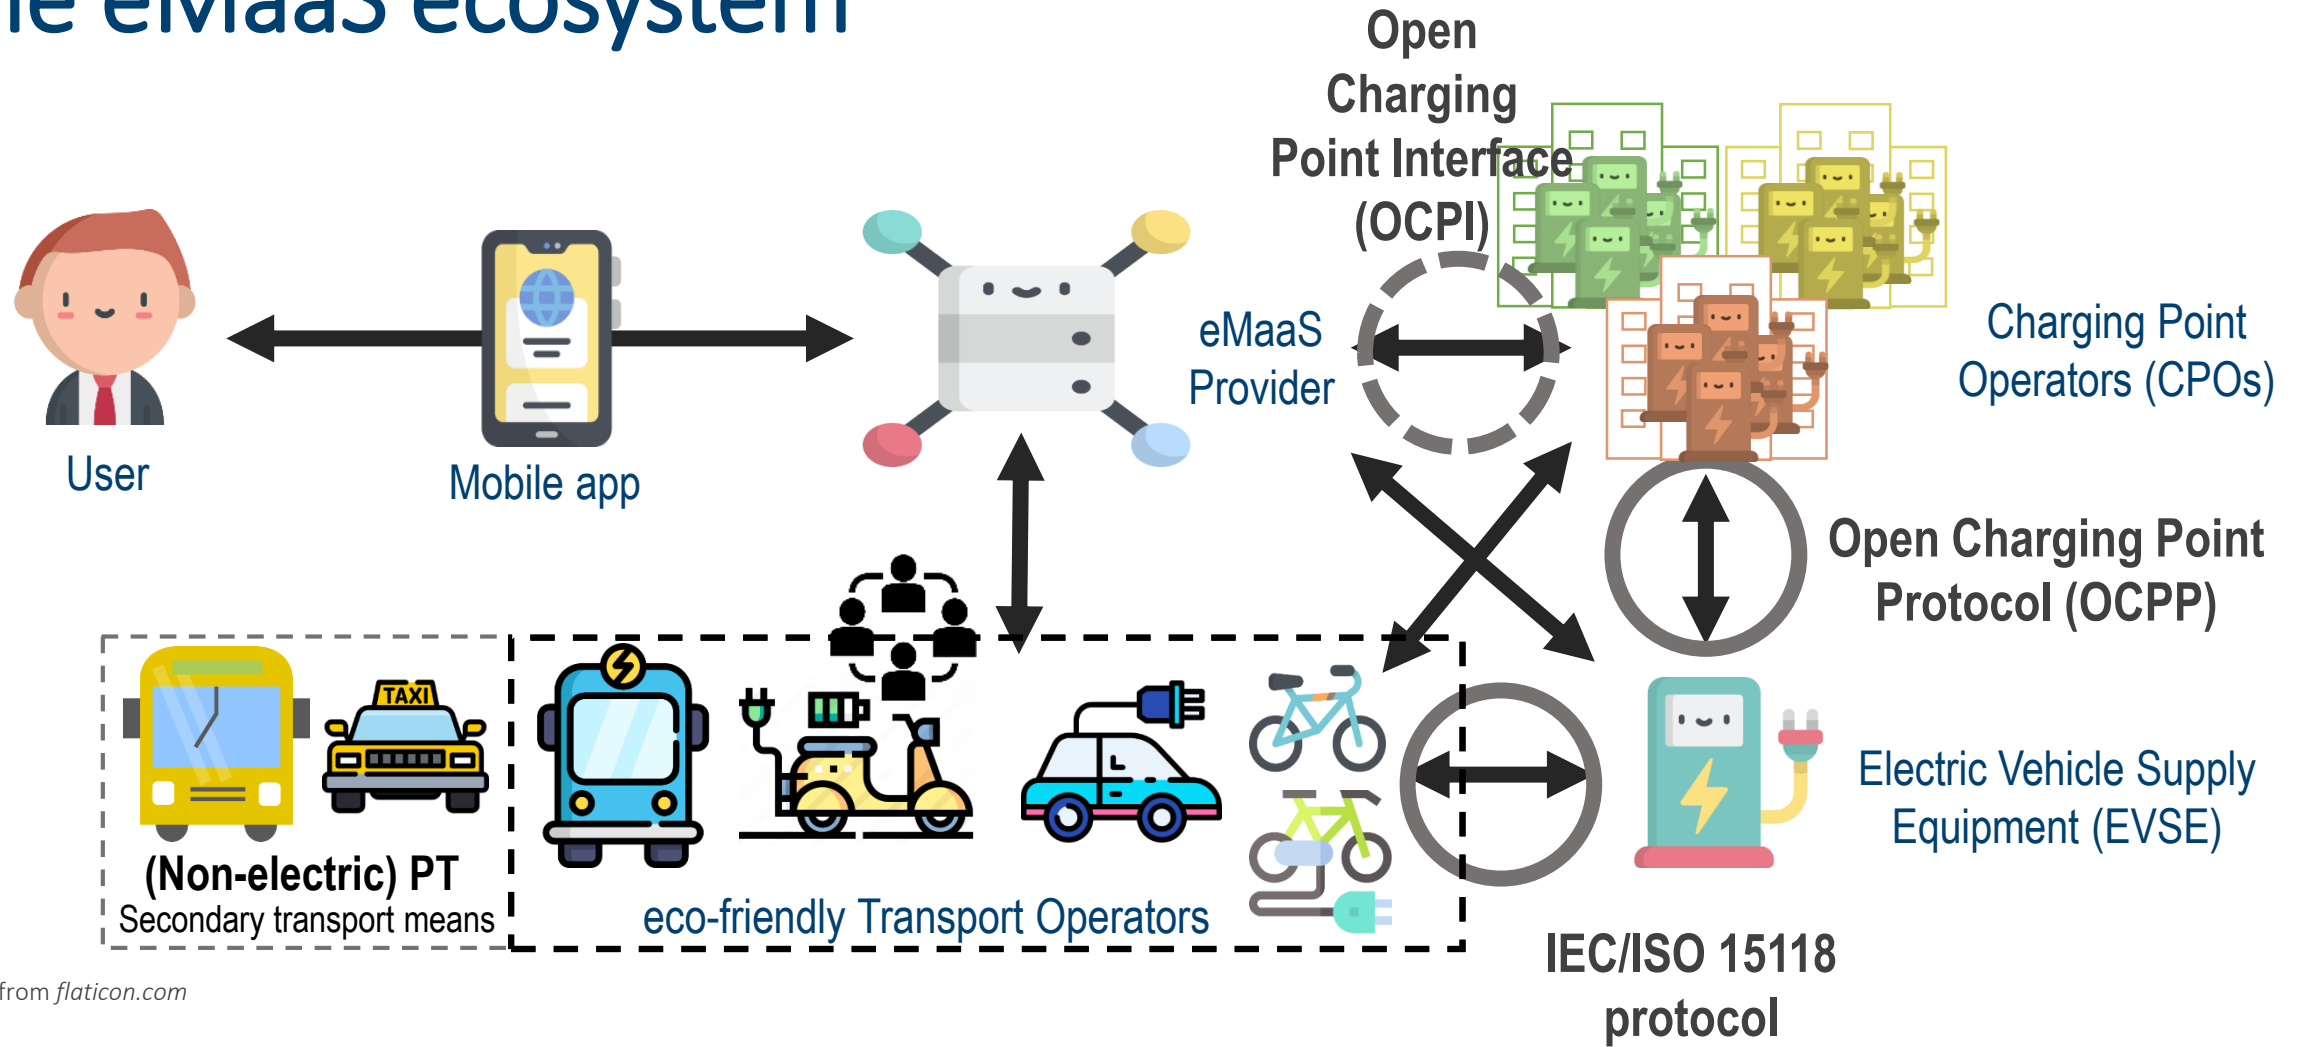 eMaaS ecosystem
Open
Charging
Point Interface
(OCPI)
eMaaS
Provider
Charging Point
Operators (CPOs)
User
Mobile app
Open Charging Point
Protocol (OCPP)
TAXI
(Non-electric) PT
Secondary transport means
eco-friendly Transport Operators
Electric Vehicle Supply
Equipment (EVSE)
IEC/ISO 15118
protocol
from flaticon.com